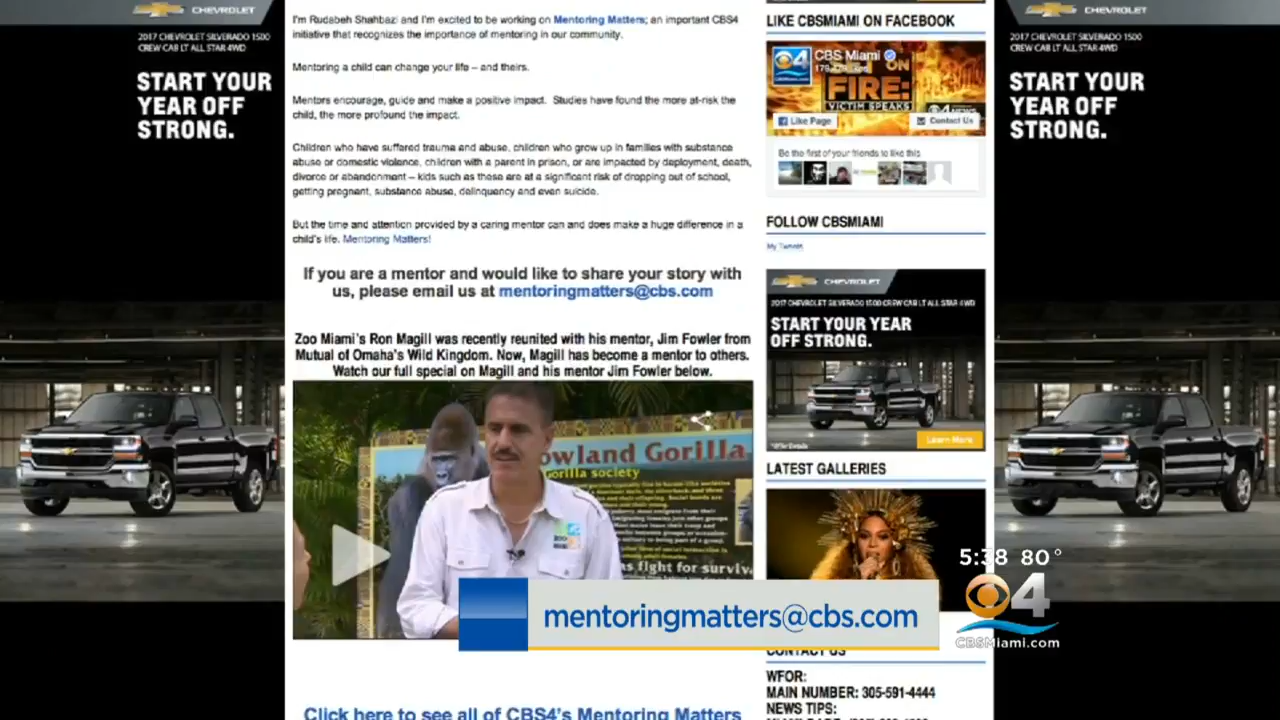 CHEVROLET
2017 CHEVROLET SILVERADO 1500
CREW CAB LT ALL STAR 4WD
START YOUR
YEAR OFF
STRONG.
I'm Rudabeh Shahbazi and I'm excited to be working on Mentoring Matters; an important CBS4
initiative that recognizes the importance of mentoring in our community.
Mentoring a child can change your life – and theirs.
Mentors encourage, guide and make a positive impact. Studies have found the more at-risk the
child, the more profound the impact.
Children who have suffered trauma and abuse, children who grow up in families with substance
abuse or domestic violence, children with a parent in prison, or are impacted by deployment, death,
divorce or abandonment – kids such as these are at a significant risk of dropping out of school,
getting pregnant, substance abuse, delinquency and even suicide.
But the time and attention provided by a caring mentor can and does make a huge difference in a
child's life. Mentoring Matters!
If you are a mentor and would like to share your story with
us, please email us at mentoringmatters@cbs.com
Zoo Miami's Ron Magill was recently reunited with his mentor, Jim Fowler from
Mutual of Omaha's Wild Kingdom. Now, Magill has become a mentor to others.
Watch our full special on Magill and his mentor Jim Fowler below.
owland Gorilla
Gorilla society
as fight for surviv
Click here to see all of CBS4's Mentoring Matters
LIKE CBSMIAMI ON FACEBOOK
CBS Miami
ON
FIRE:
VICTIM SPEAKS
4 NEWS
Like Page
Contact Us
Be the first of your friends to like this
FOLLOW CBSMIAMI
My Tweets
CHEVROLET
2017 CHEVROLET SILVERADO 1500 CREW CAB LT ALL STAR 4WD
START YOUR YEAR
OFF STRONG.
*Offer Details
Learn More
LATEST GALLERIES
CONTACT US
WFOR:
MAIN NUMBER: 305-591-4444
NEWS TIPS:
CHEVROLET
2017 CHEVROLET SILVERADO 1500
CREW CAB LT ALL STAR 4WD
START YOUR
YEAR OFF
STRONG.
mentoringmatters@cbs.com
5:38 80°
4
CBSMiami.com